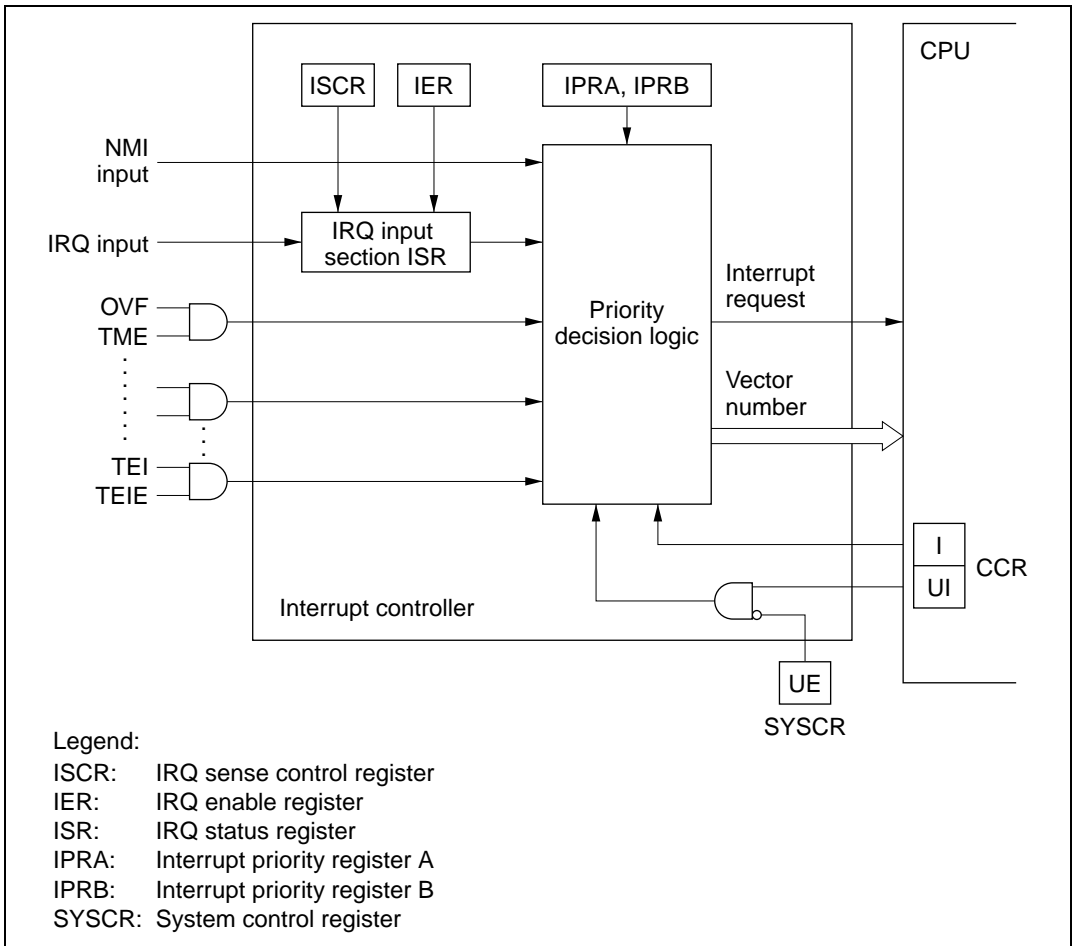 CPU
ISCR
IER
IPRA, IPRB
NMI
input
IRQ input
IRQ input
section ISR
OVF
TME
Priority
decision logic
Interrupt
request
Vector
number
TEI
TEIE
I
UI
CCR
Interrupt controller
UE
SYSCR
Legend:
ISCR: IRQ sense control register
IER: IRQ enable register
ISR: IRQ status register
IPRA: Interrupt priority register A
IPRB: Interrupt priority register B
SYSCR: System control register